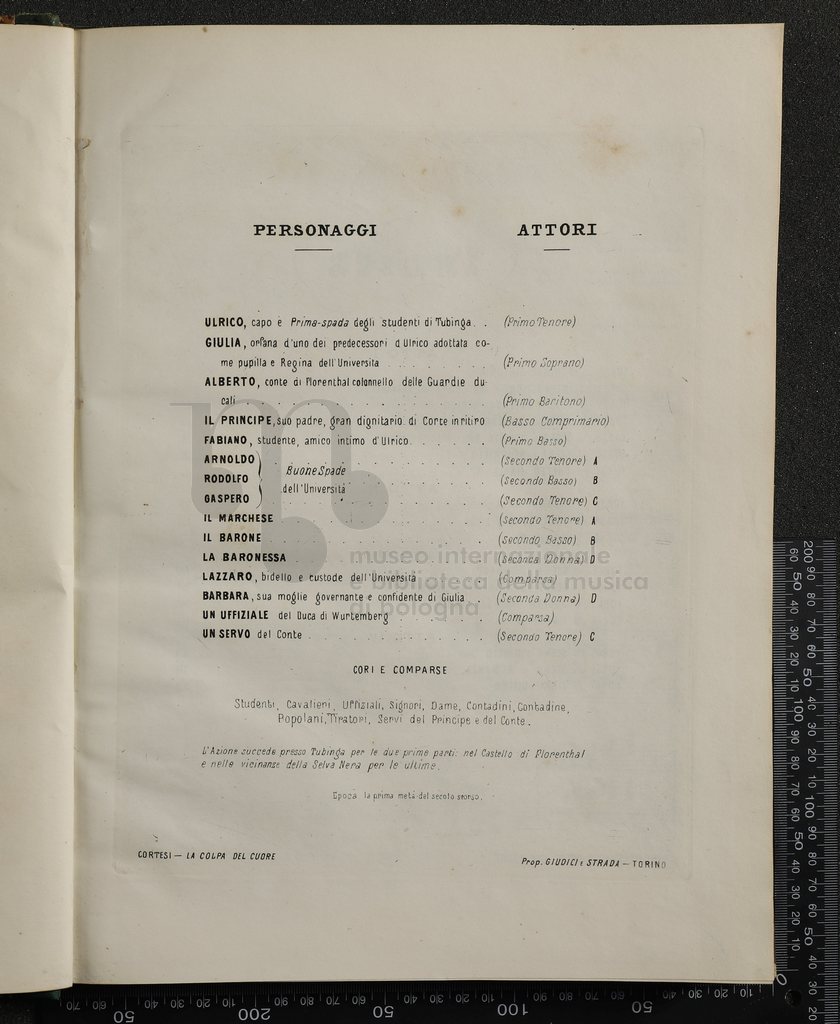 PERSONAGGI ATTORI
ULRICO, capo e Prima-spada degli studenti di Tubinga. . (Primo Tenore)
GIULIA, orfana d'uno dei predecessori d'Ulrico adottata co-
me pupilla e Regina dell'Universita . . . . . . . (Primo Soprano)
ALBERTO, conte di Florenthal colonnello delle Guardie du-
cali . . . . . . . . . . . . . . . . (Primo Baritono)
IL PRINCIPE, suo padre, gran dignitario di Corte in ritiro (Basso Comprimario)
FABIANO, studente, amico intimo d'Ulrico. . . . . . (Primo Basso)
ARNOLDO . . . . . . . . (Secondo Tenore) A
RODOLFO Buone Spade dell'Università . . . . . . . . (Secondo Basso) B
GASPERO . . . . . . . . (Secondo Tenore) C
IL MARCHESE . . . . . . . . . . . . (Secondo Tenore) A
IL BARONE . . . . . . . . . . . . (Secondo Basso) B
LA BARONESSA . . . . . . . . . . . . (Seconda Donna) D
LAZZARO, bidello e custode dell'Università . . . . (Comparsa)
BARBARA, sua moglie governante e confidente di Giulia . . (Seconda Donna) D
UN UFFIZIALE del Duca di Wurtemberg . . . . . (Comparsa)
UN SERVO del Conte . . . . . . . . . . . . (Secondo Tenore) C
CORI E COMPARSE
Studenti, Cavalieri, Uffiziali, Signori, Dame, Contadini, Contadine,
Popolani, Tiratori, Servi del Principe e del Conte.
L'Azione succede presso Tubinga per le due prime parti: nel Castello di Florenthal
e nelle vicinanze della Selva Nera per le ultime.
Epoca la prima metà del secolo scorso.
CORTESI — LA COLPA DEL CUORE
Prop. GIUDICI e STRADA — TORINO
museo internazionale
e biblioteca della musica
di bologna